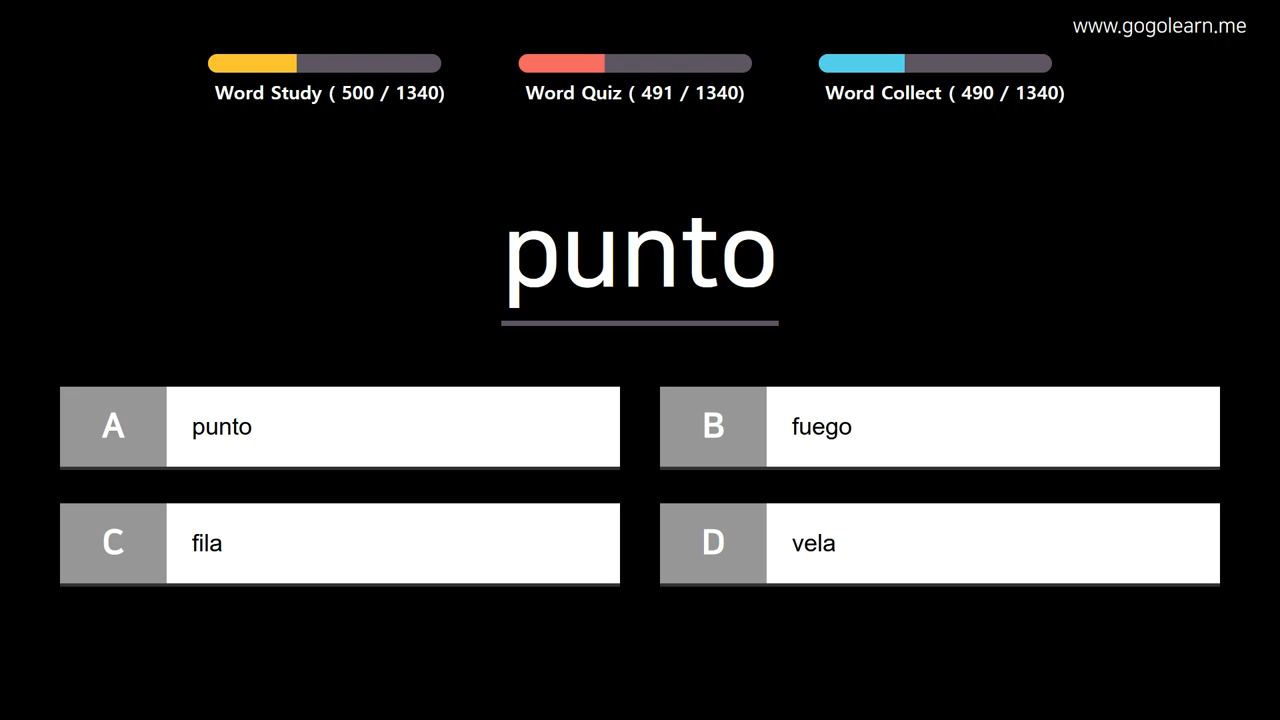 www.gogolearn.me
Word Study ( 500 / 1340)
Word Quiz ( 491 / 1340)
Word Collect ( 490 / 1340)
punto
A punto
B fuego
C fila
D vela